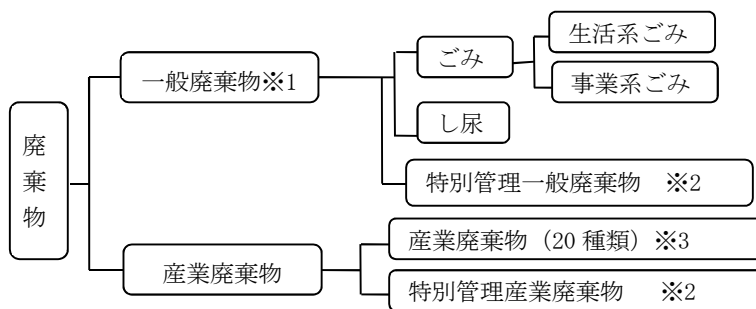 廃棄物
一般廃棄物※1
ごみ
生活系ごみ
事業系ごみ
し尿
特別管理一般廃棄物 ※2
産業廃棄物
産業廃棄物（20 種類）※3
特別管理産業廃棄物 ※2